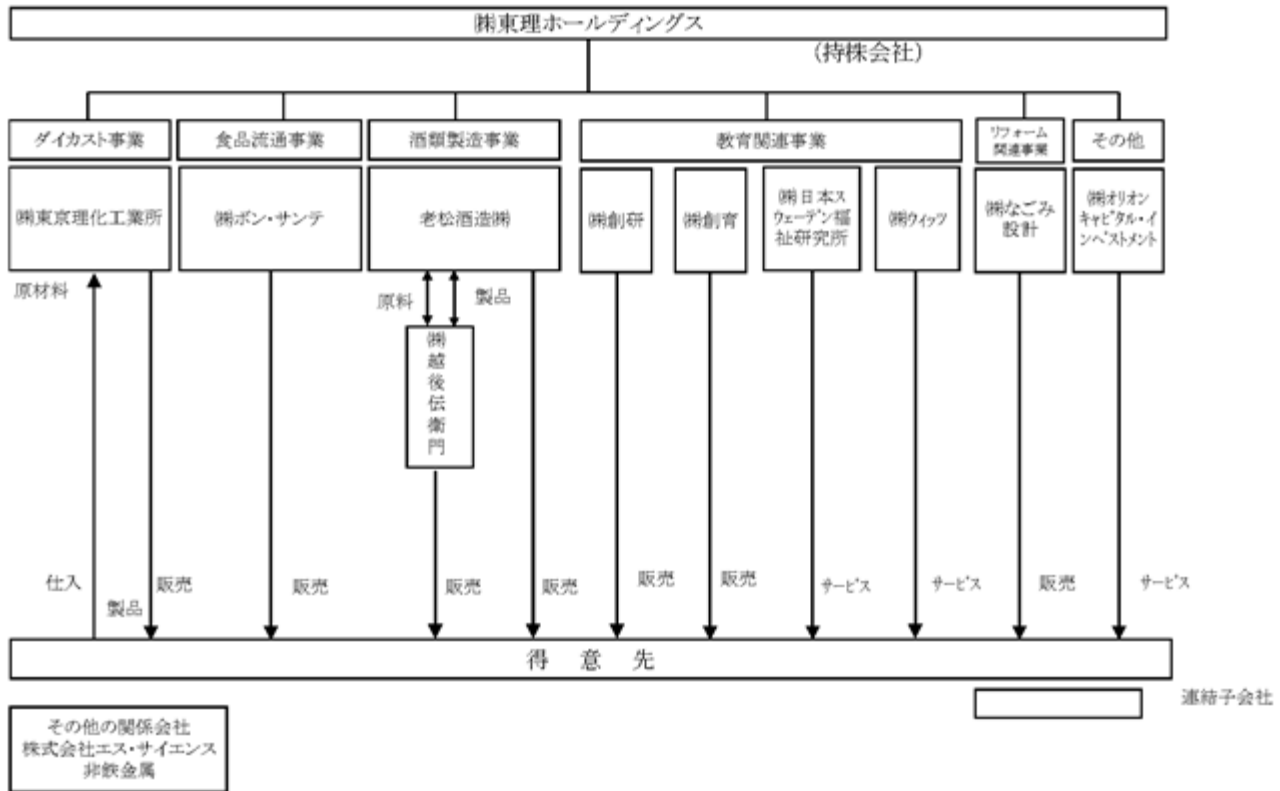 ㈱東理ホールディングス
(持株会社)
ダイカスト事業
食品流通事業
酒類製造事業
教育関連事業
リフォーム
関連事業
その他
㈱東京理化工業所
㈱ボン・サンテ
老松酒造㈱
㈱創研
㈱創育
㈱日本ス
ウェーデン福
祉研究所
㈱ウィッツ
㈱なごみ
設計
㈱オリオン
キャピタル・イ
ンベストメント
原材料
原料
製品
㈱越後伝衛門
仕入
製品
販売
販売
販売
販売
販売
販売
サービス
サービス
販売
サービス
得意先
連結子会社
その他の関係会社
株式会社エス・サイエンス
非鉄金属